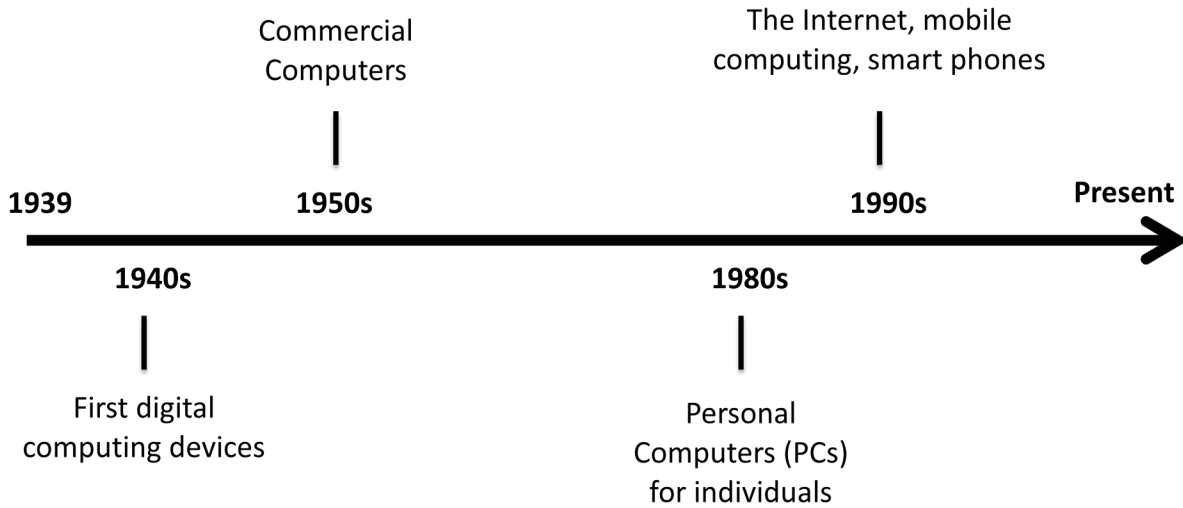 Commercial
Computers
The Internet, mobile
computing, smart phones
1939
1950s
1990s
Present
1940s
1980s
First digital
computing devices
Personal
Computers (PCs)
for individuals